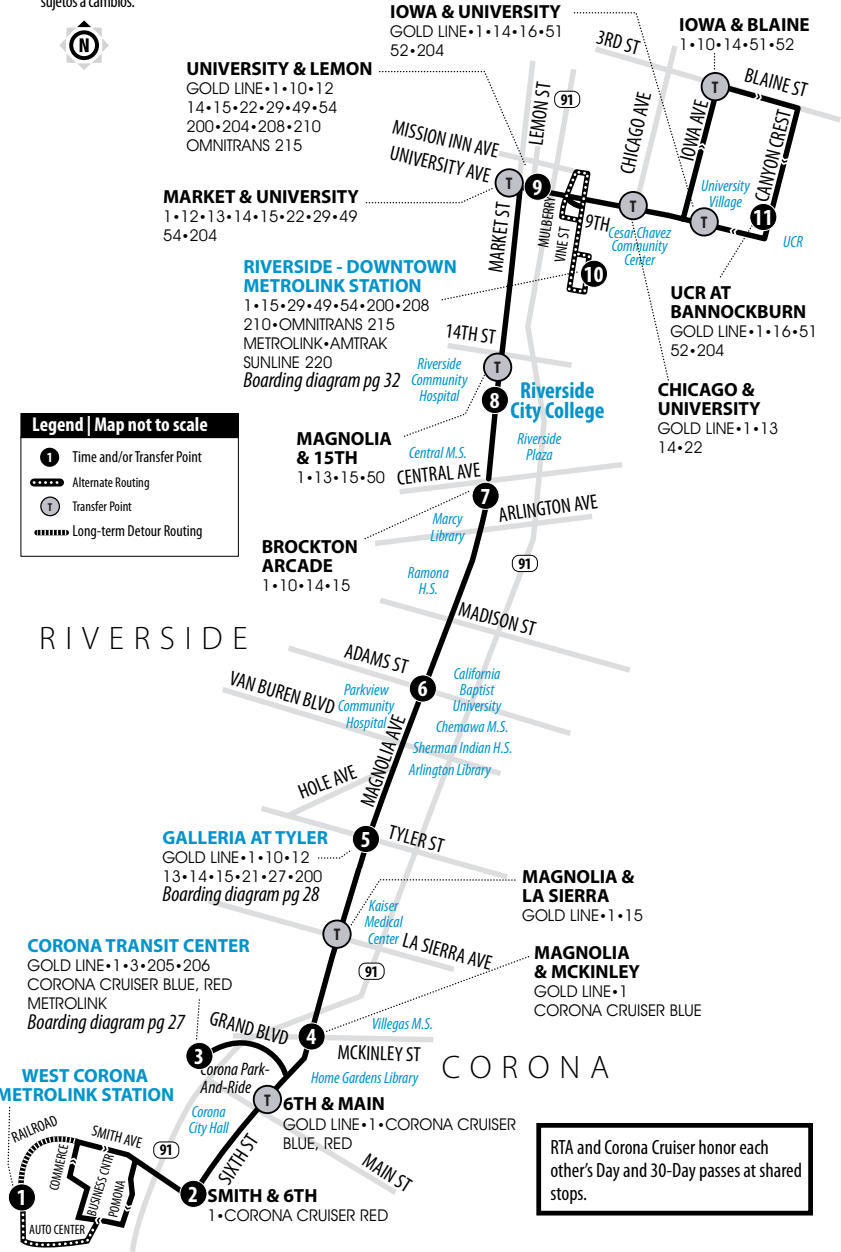 sujetos a cambios.
N
IOWA & UNIVERSITY
GOLD LINE•1•14•16•51
52•204
IOWA & BLAINE
1•10•14•51•52
3RD ST
BLAINE ST
UNIVERSITY & LEMON
GOLD LINE•1•10•12
14•15•22•29•49•54
200•204•208•210
OMNITRANS 215
T
LEMON ST
91
CHICAGO AVE
IOWA AVE
CANYON CREST
MISSION INN AVE
UNIVERSITY AVE
MARKET & UNIVERSITY
1•12•13•14•15•22•29•49
54•204
T
9
T
T
University
Village
11
UCR
MARKET ST
MULBERRY
VINE ST
9TH
Cesar Chavez
Community
Center
10
RIVERSIDE - DOWNTOWN
METROLINK STATION
1•15•29•49•54•200•208
210•OMNITRANS 215
METROLINK•AMTRAK
SUNLINE 220
Boarding diagram pg 32
UCR AT
BANNOCKBURN
GOLD LINE•1•16•51
52•204
14TH ST
T
Riverside
Community
Hospital
8
Riverside
City College
CHICAGO &
UNIVERSITY
GOLD LINE•1•13
14•22
Legend | Map not to scale
1 Time and/or Transfer Point
Alternate Routing
T Transfer Point
Long-term Detour Routing
MAGNOLIA
& 15TH
1•13•15•50
Central M.S.
Riverside
Plaza
CENTRAL AVE
7
ARLINGTON AVE
Marcy
Library
BROCKTON
ARCADE
1•10•14•15
91
Ramona
H.S.
MADISON ST
RIVERSIDE
ADAMS ST
6
VAN BUREN BLVD
Parkview
Community
Hospital
California
Baptist
University
Chemawa M.S.
Sherman Indian H.S.
Arlington Library
MAGNOLIA AVE
HOLE AVE
GALLERIA AT TYLER
GOLD LINE•1•10•12
13•14•15•21•27•200
Boarding diagram pg 28
5
TYLER ST
MAGNOLIA &
LA SIERRA
GOLD LINE•1•15
T
Kaiser
Medical
Center
LA SIERRA AVE
91
CORONA TRANSIT CENTER
GOLD LINE•1•3•205•206
CORONA CRUISER BLUE, RED
METROLINK
Boarding diagram pg 27
MAGNOLIA
& MCKINLEY
GOLD LINE•1
CORONA CRUISER BLUE
GRAND BLVD
4
Villegas M.S.
3
MCKINLEY ST
CORONA
Corona Park-
And-Ride
Home Gardens Library
WEST CORONA
METROLINK STATION
T
6TH & MAIN
GOLD LINE•1•CORONA CRUISER
BLUE, RED
Corona
City Hall
RAILROAD
SMITH AVE
91
SIXTH ST
MAIN ST
COMMERCE
BUSINESS CNTR
POMONA
1
AUTO CENTER
2
SMITH & 6TH
1•CORONA CRUISER RED
RTA and Corona Cruiser honor each
other's Day and 30-Day passes at shared
stops.